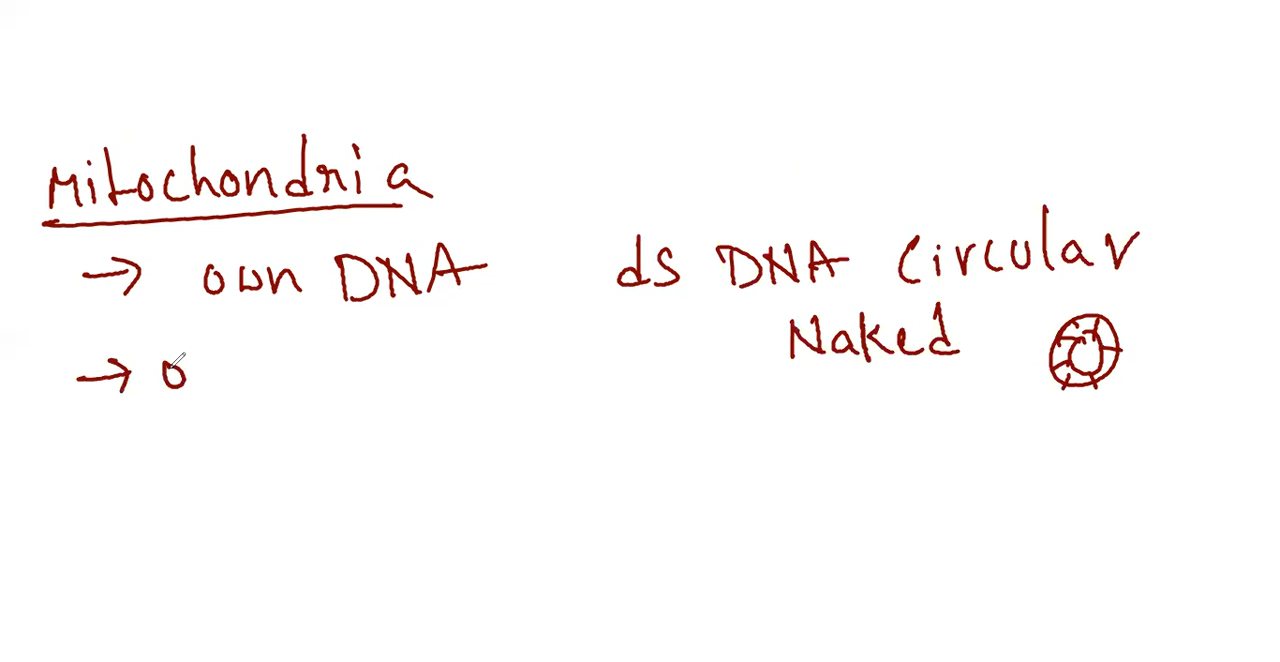 Mitochondria
→ own DNA ds DNA Circular
Naked
→ o